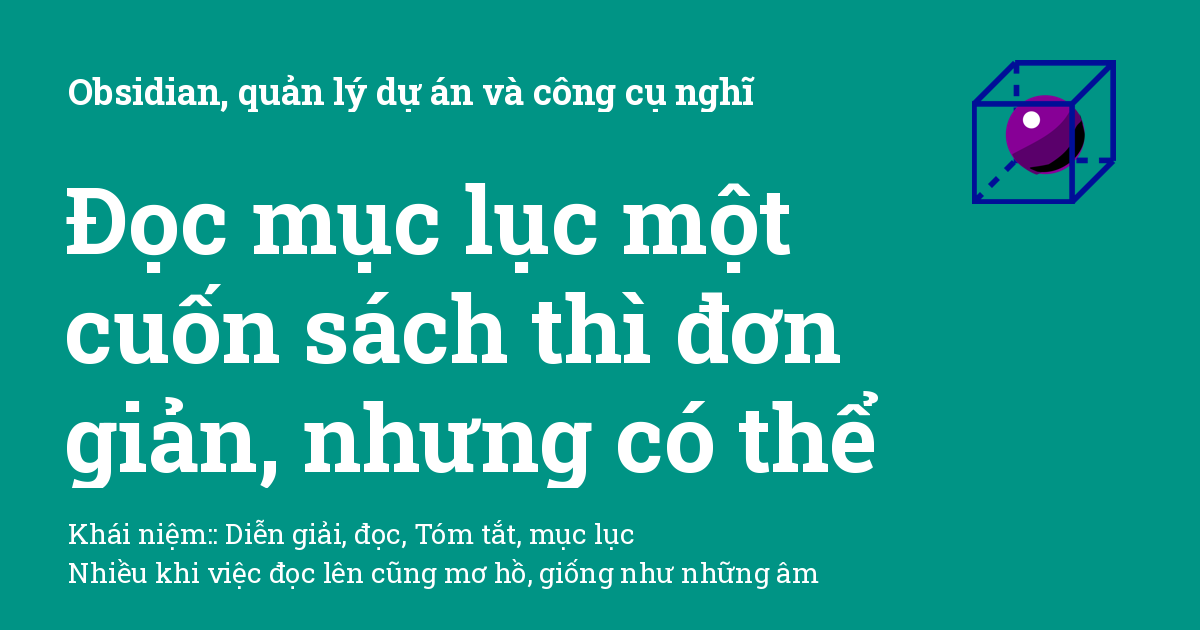 Obsidian, quản lý dự án và công cụ nghĩ
Đọc mục lục một
cuốn sách thì đơn
giản, nhưng có thể
Khái niệm:: Diễn giải, đọc, Tóm tắt, mục lục
Nhiều khi việc đọc lên cũng mơ hồ, giống như những âm